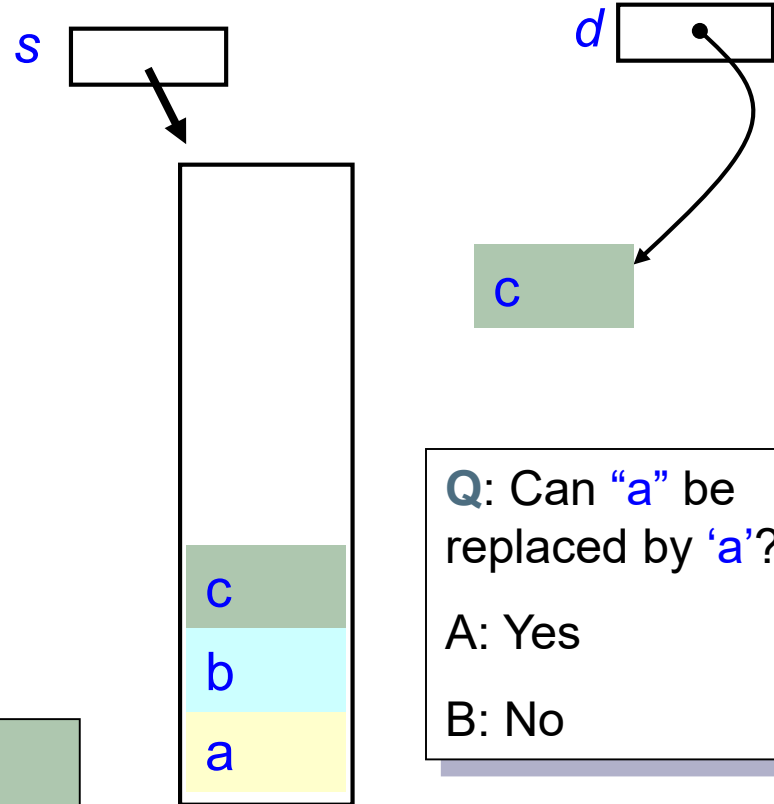 s
d
c
Q: Can “a” be
replaced by ‘a’?
A: Yes
B: No
c
b
a